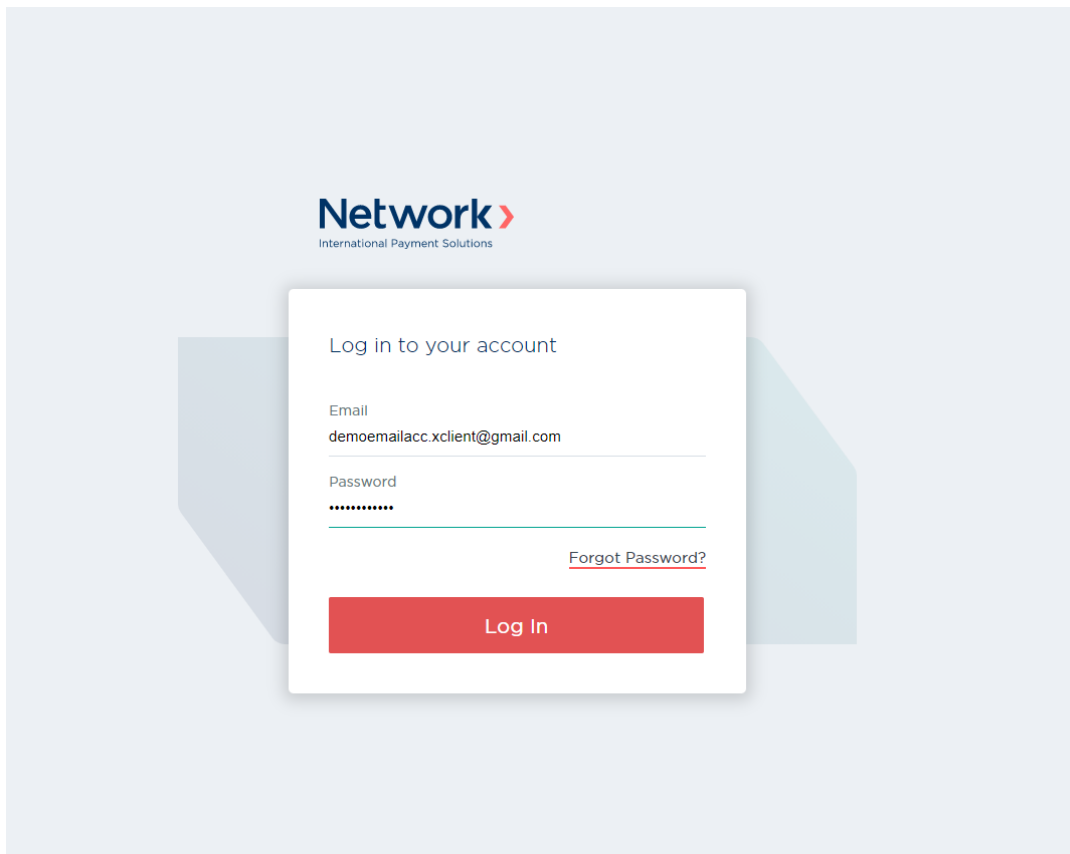 Network
International Payment Solutions
Log in to your account
Email
demoemailacc.xclient@gmail.com
Password
••••••••••••
Forgot Password?
Log In